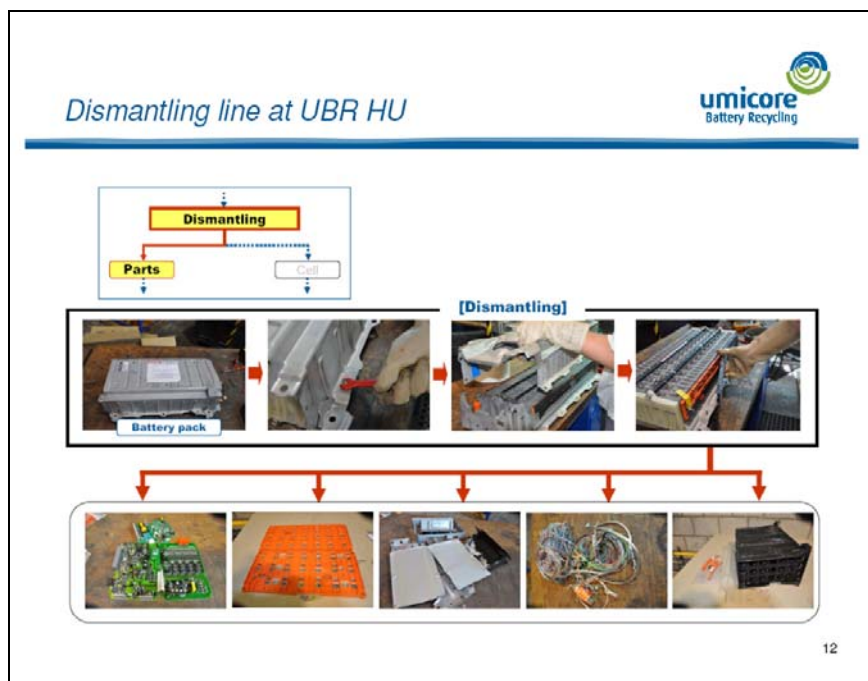 Dismantling line at UBR HU
umicore
Battery Recycling
Dismantling
Parts
Cell
[Dismantling]
Battery pack
12